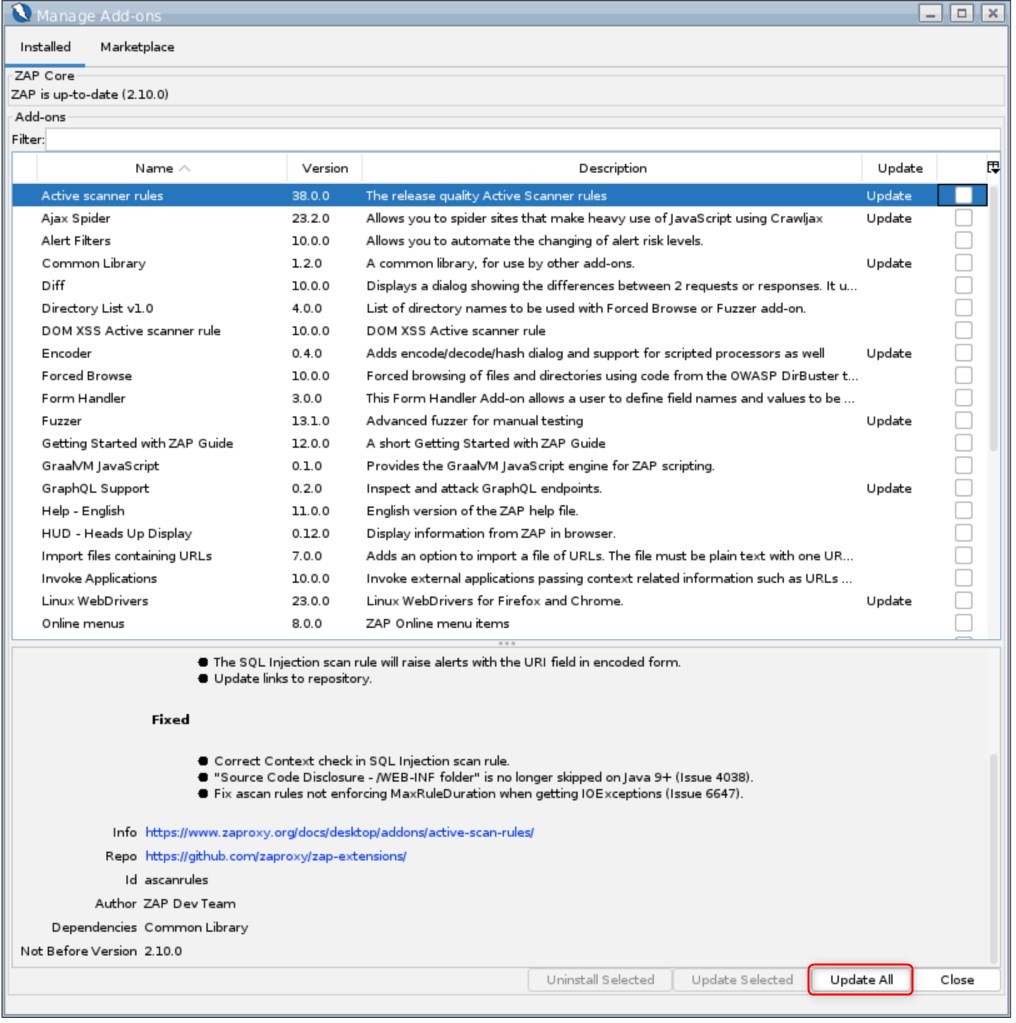 Manage Add-ons
Installed Marketplace
ZAP Core
ZAP is up-to-date (2.10.0)
Add-ons
Filter:
Name Version Description Update
Active scanner rules 38.0.0 The release quality Active Scanner rules Update
Ajax Spider 23.2.0 Allows you to spider sites that make heavy use of JavaScript using Crawljax Update
Alert Filters 10.0.0 Allows you to automate the changing of alert risk levels.
Common Library 1.2.0 A common library, for use by other add-ons. Update
Diff 10.0.0 Displays a dialog showing the differences between 2 requests or responses. It u...
Directory List v1.0 4.0.0 List of directory names to be used with Forced Browse or Fuzzer add-on.
DOM XSS Active scanner rule 10.0.0 DOM XSS Active scanner rule
Encoder 0.4.0 Adds encode/decode/hash dialog and support for scripted processors as well Update
Forced Browse 10.0.0 Forced browsing of files and directories using code from the OWASP DirBuster t...
Form Handler 3.0.0 This Form Handler Add-on allows a user to define field names and values to be ...
Fuzzer 13.1.0 Advanced fuzzer for manual testing Update
Getting Started with ZAP Guide 12.0.0 A short Getting Started with ZAP Guide
GraalVM JavaScript 0.1.0 Provides the GraalVM JavaScript engine for ZAP scripting.
GraphQL Support 0.2.0 Inspect and attack GraphQL endpoints. Update
Help - English 11.0.0 English version of the ZAP help file.
HUD - Heads Up Display 0.12.0 Display information from ZAP in browser.
Import files containing URLs 7.0.0 Adds an option to import a file of URLs. The file must be plain text with one UR...
Invoke Applications 10.0.0 Invoke external applications passing context related information such as URLs ...
Linux WebDrivers 23.0.0 Linux WebDrivers for Firefox and Chrome. Update
Online menus 8.0.0 ZAP Online menu items
● The SQL Injection scan rule will raise alerts with the URI field in encoded form.
● Update links to repository.
Fixed
● Correct Context check in SQL Injection scan rule.
● "Source Code Disclosure - /WEB-INF folder" is no longer skipped on Java 9+ (Issue 4038).
● Fix ascan rules not enforcing MaxRuleDuration when getting IOExceptions (Issue 6647).
Info https://www.zaproxy.org/docs/desktop/addons/active-scan-rules/
Repo https://github.com/zaproxy/zap-extensions/
Id ascanrules
Author ZAP Dev Team
Dependencies Common Library
Not Before Version 2.10.0
Uninstall Selected Update Selected Update All Close